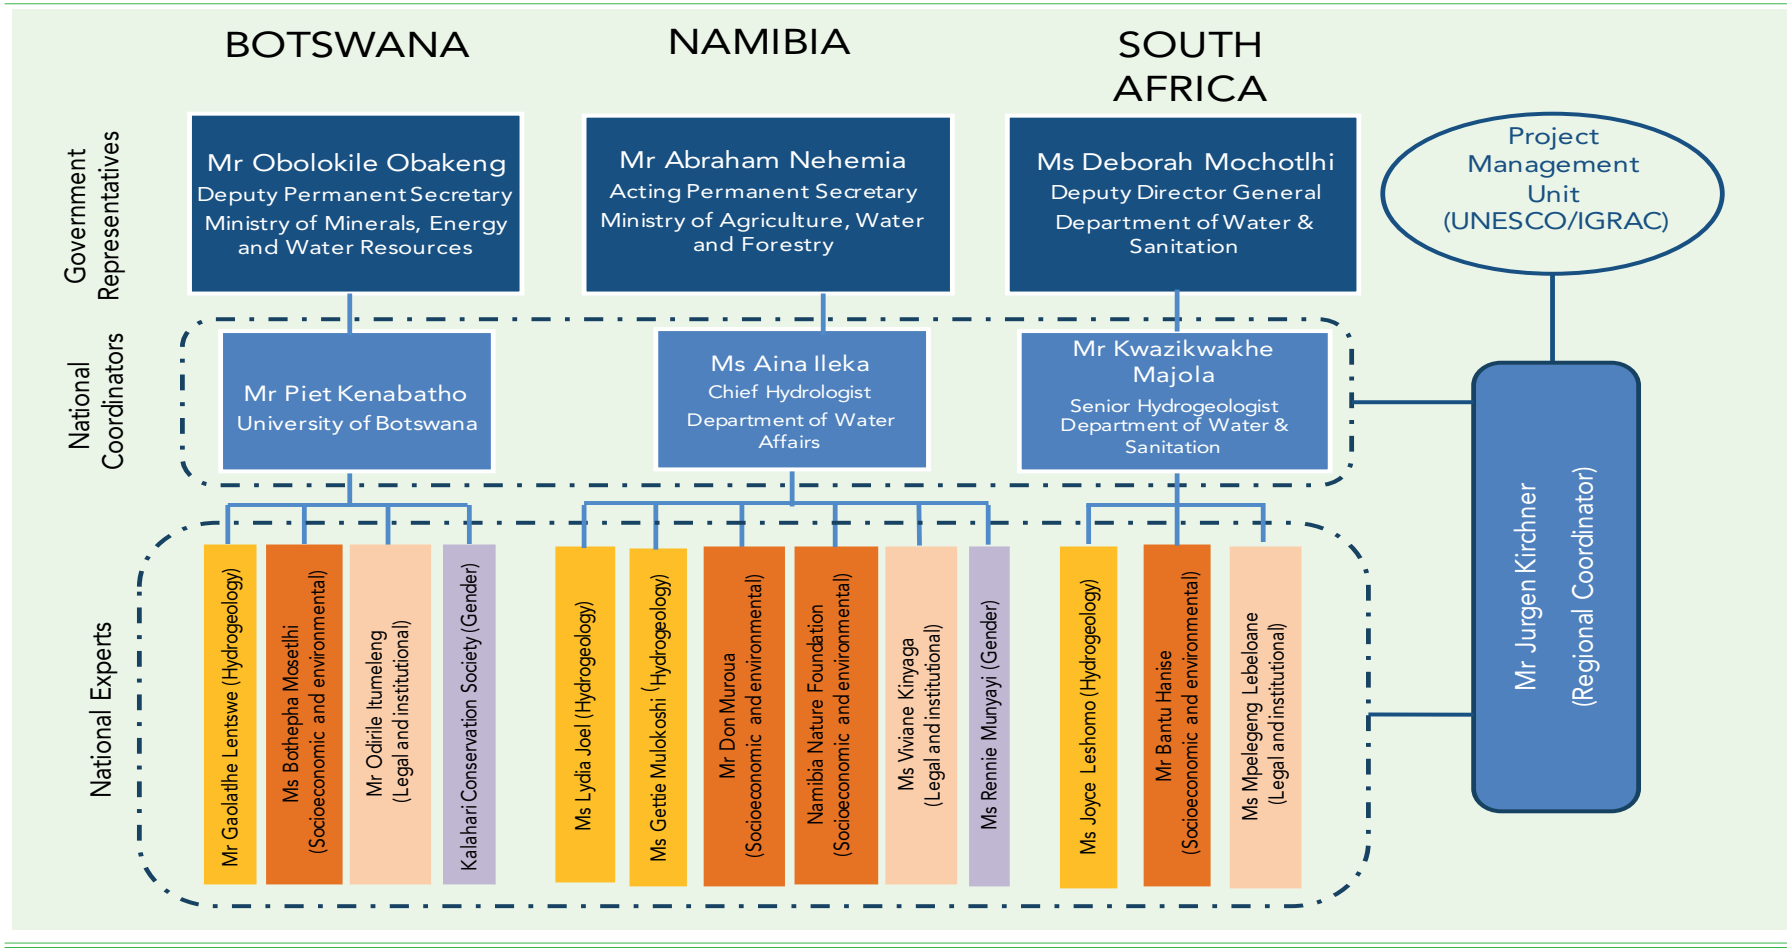 BOTSWANA
NAMIBIA
SOUTH
AFRICA
Government
Representatives
Mr Obolokile Obakeng
Deputy Permanent Secretary
Ministry of Minerals, Energy
and Water Resources
Mr Abraham Nehemia
Acting Permanent Secretary
Ministry of Agriculture, Water
and Forestry
Ms Deborah Mochotlhi
Deputy Director General
Department of Water &
Sanitation
Project
Management
Unit
(UNESCO/IGRAC)
National
Coordinators
Mr Piet Kenabatho
University of Botswana
Ms Aina Ileka
Chief Hydrologist
Department of Water
Affairs
Mr Kwazikwakhe
Majola
Senior Hydrogeologist
Department of Water &
Sanitation
Mr Jurgen Kirchner
(Regional Coordinator)
National Experts
Mr Gaolathe Lentswe (Hydrogeology)
Ms Bothepha Mosetlhi
(Socioeconomic and environmental)
Mr Odirile Itumeleng
(Legal and institutional)
Kalahari Conservation Society (Gender)
Ms Lydia Joel (Hydrogeology)
Ms Gettie Mulokoshi (Hydrogeology)
Mr Don Muroua
(Socioeconomic and environmental)
Namibia Nature Foundation
(Socioeconomic and environmental)
Ms Viviane Kinyaga
(Legal and institutional)
Ms Rennie Munyayi (Gender)
Ms Joyce Leshomo (Hydrogeology)
Mr Bantu Hanise
(Socioeconomic and environmental)
Ms Mpelegeng Lebeloane
(Legal and institutional)